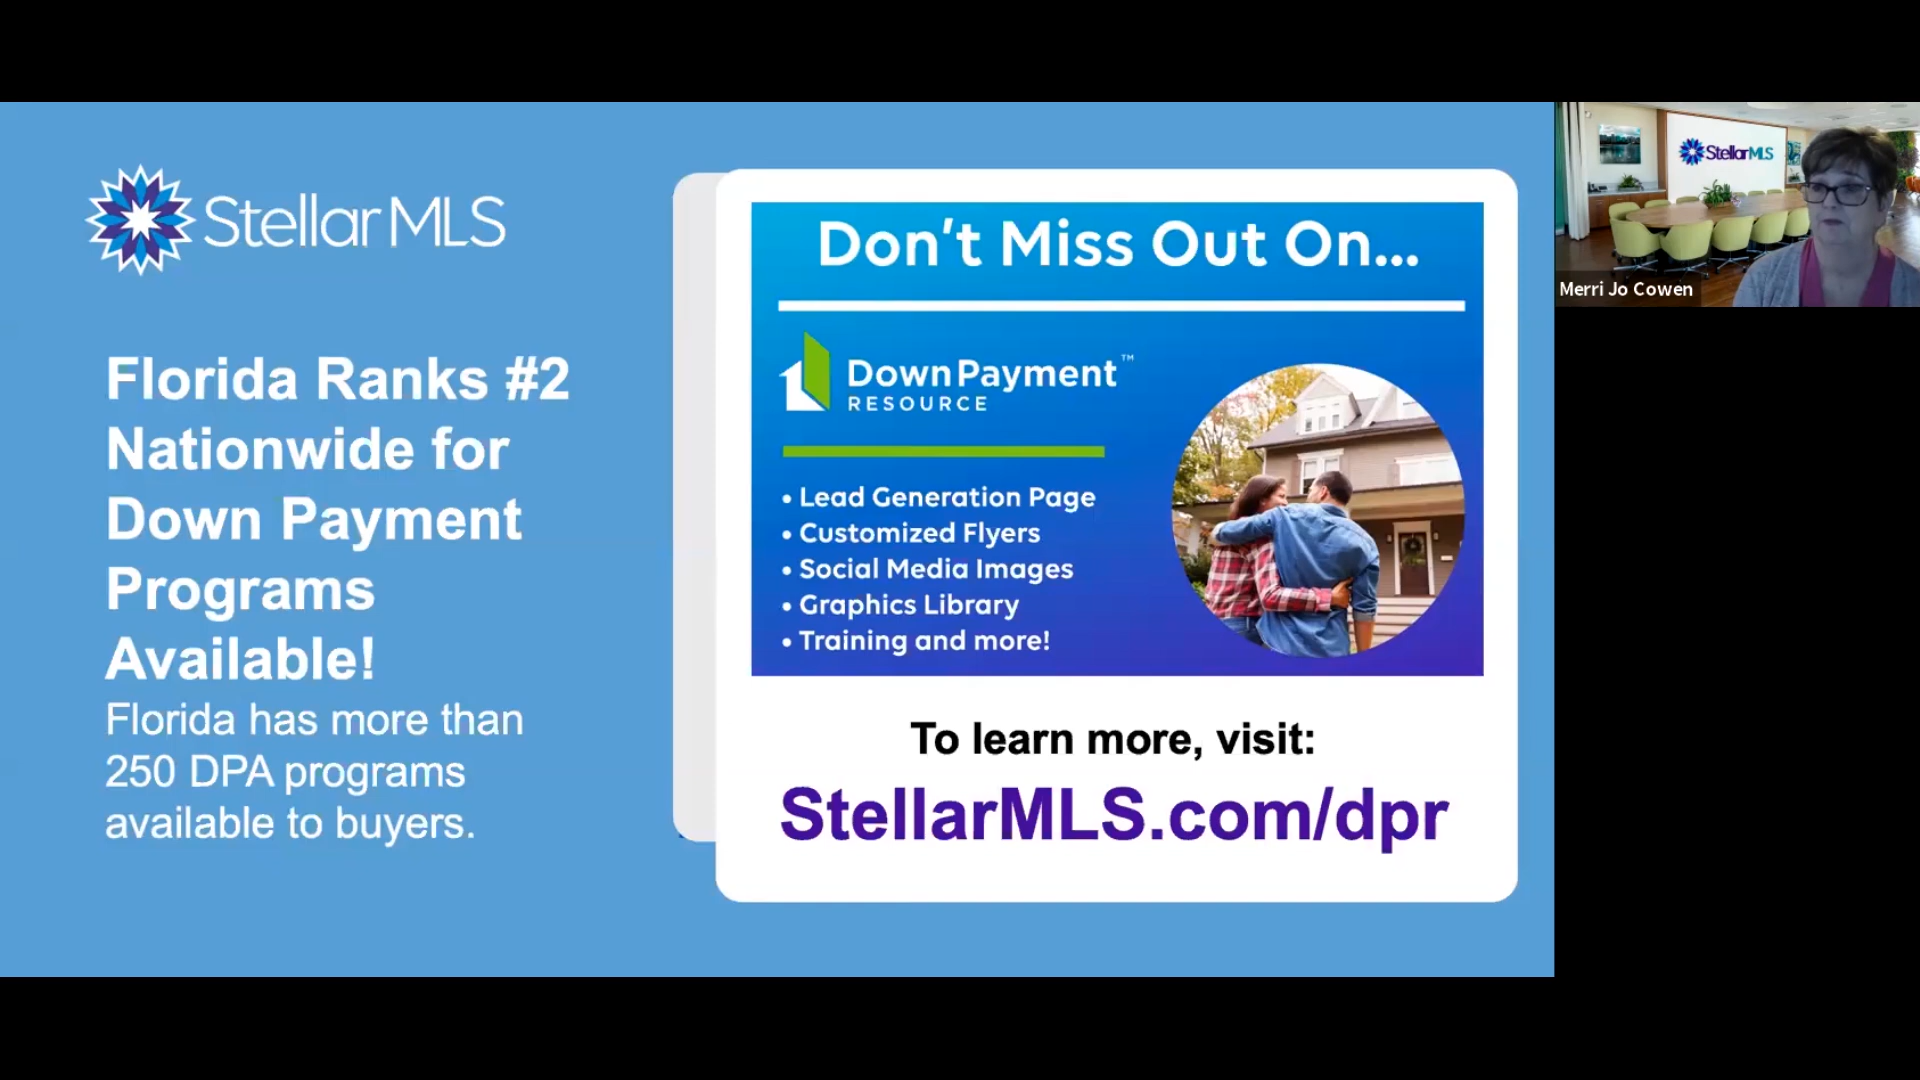 StellarMLS
Florida Ranks #2
Nationwide for
Down Payment
Programs
Available!
Florida has more than
250 DPA programs
available to buyers.
Don't Miss Out On...
Down Payment™
RESOURCE
• Lead Generation Page
• Customized Flyers
• Social Media Images
• Graphics Library
• Training and more!
To learn more, visit:
StellarMLS.com/dpr
StellarMLS
Merri Jo Cowen